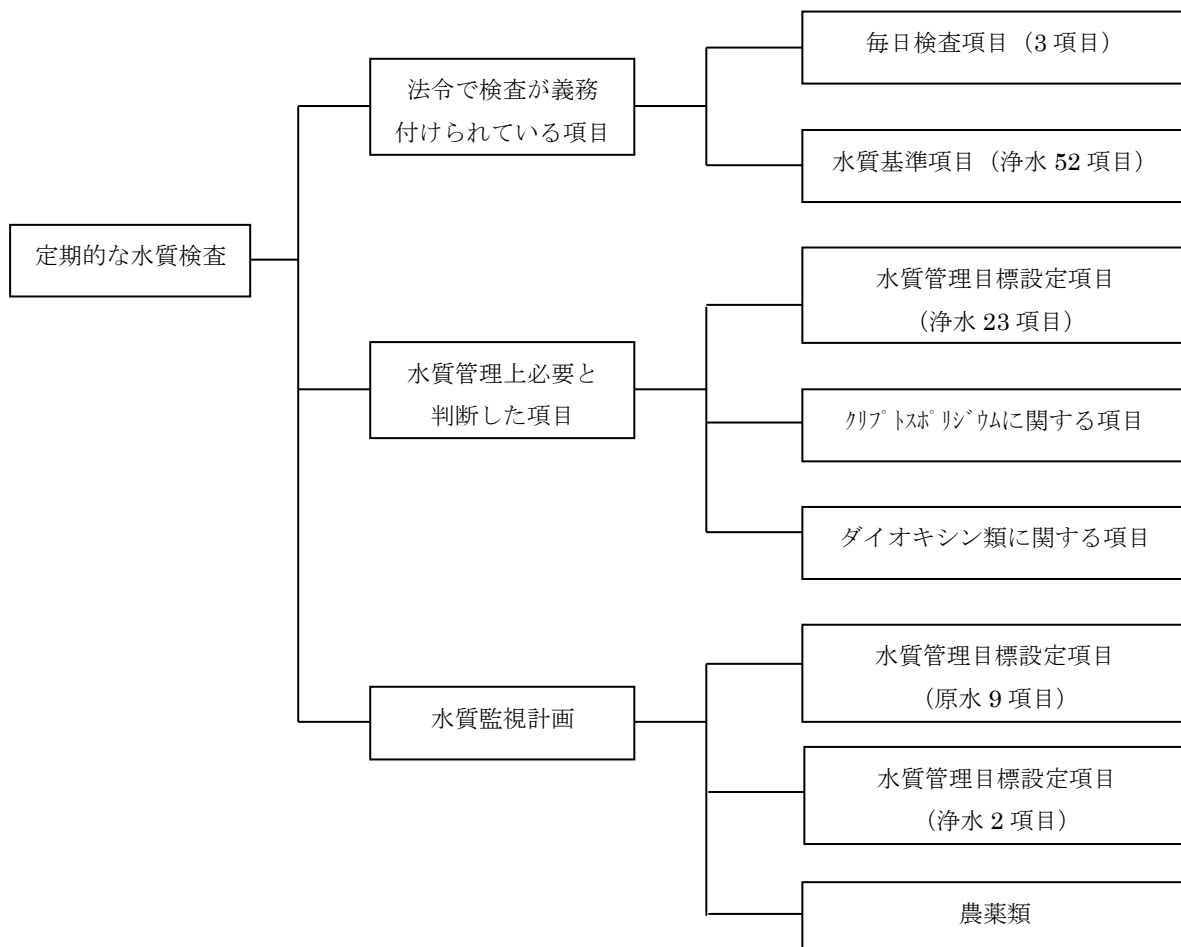 定期的な水質検査
法令で検査が義務
付けられている項目
毎日検査項目（3 項目）
水質基準項目（浄水 52 項目）
水質管理上必要と
判断した項目
水質管理目標設定項目
（浄水 23 項目）
ｸﾘﾌﾟﾄｽﾎﾟﾘｼﾞｳﾑに関する項目
ダイオキシン類に関する項目
水質監視計画
水質管理目標設定項目
（原水 9 項目）
水質管理目標設定項目
（浄水 2 項目）
農薬類